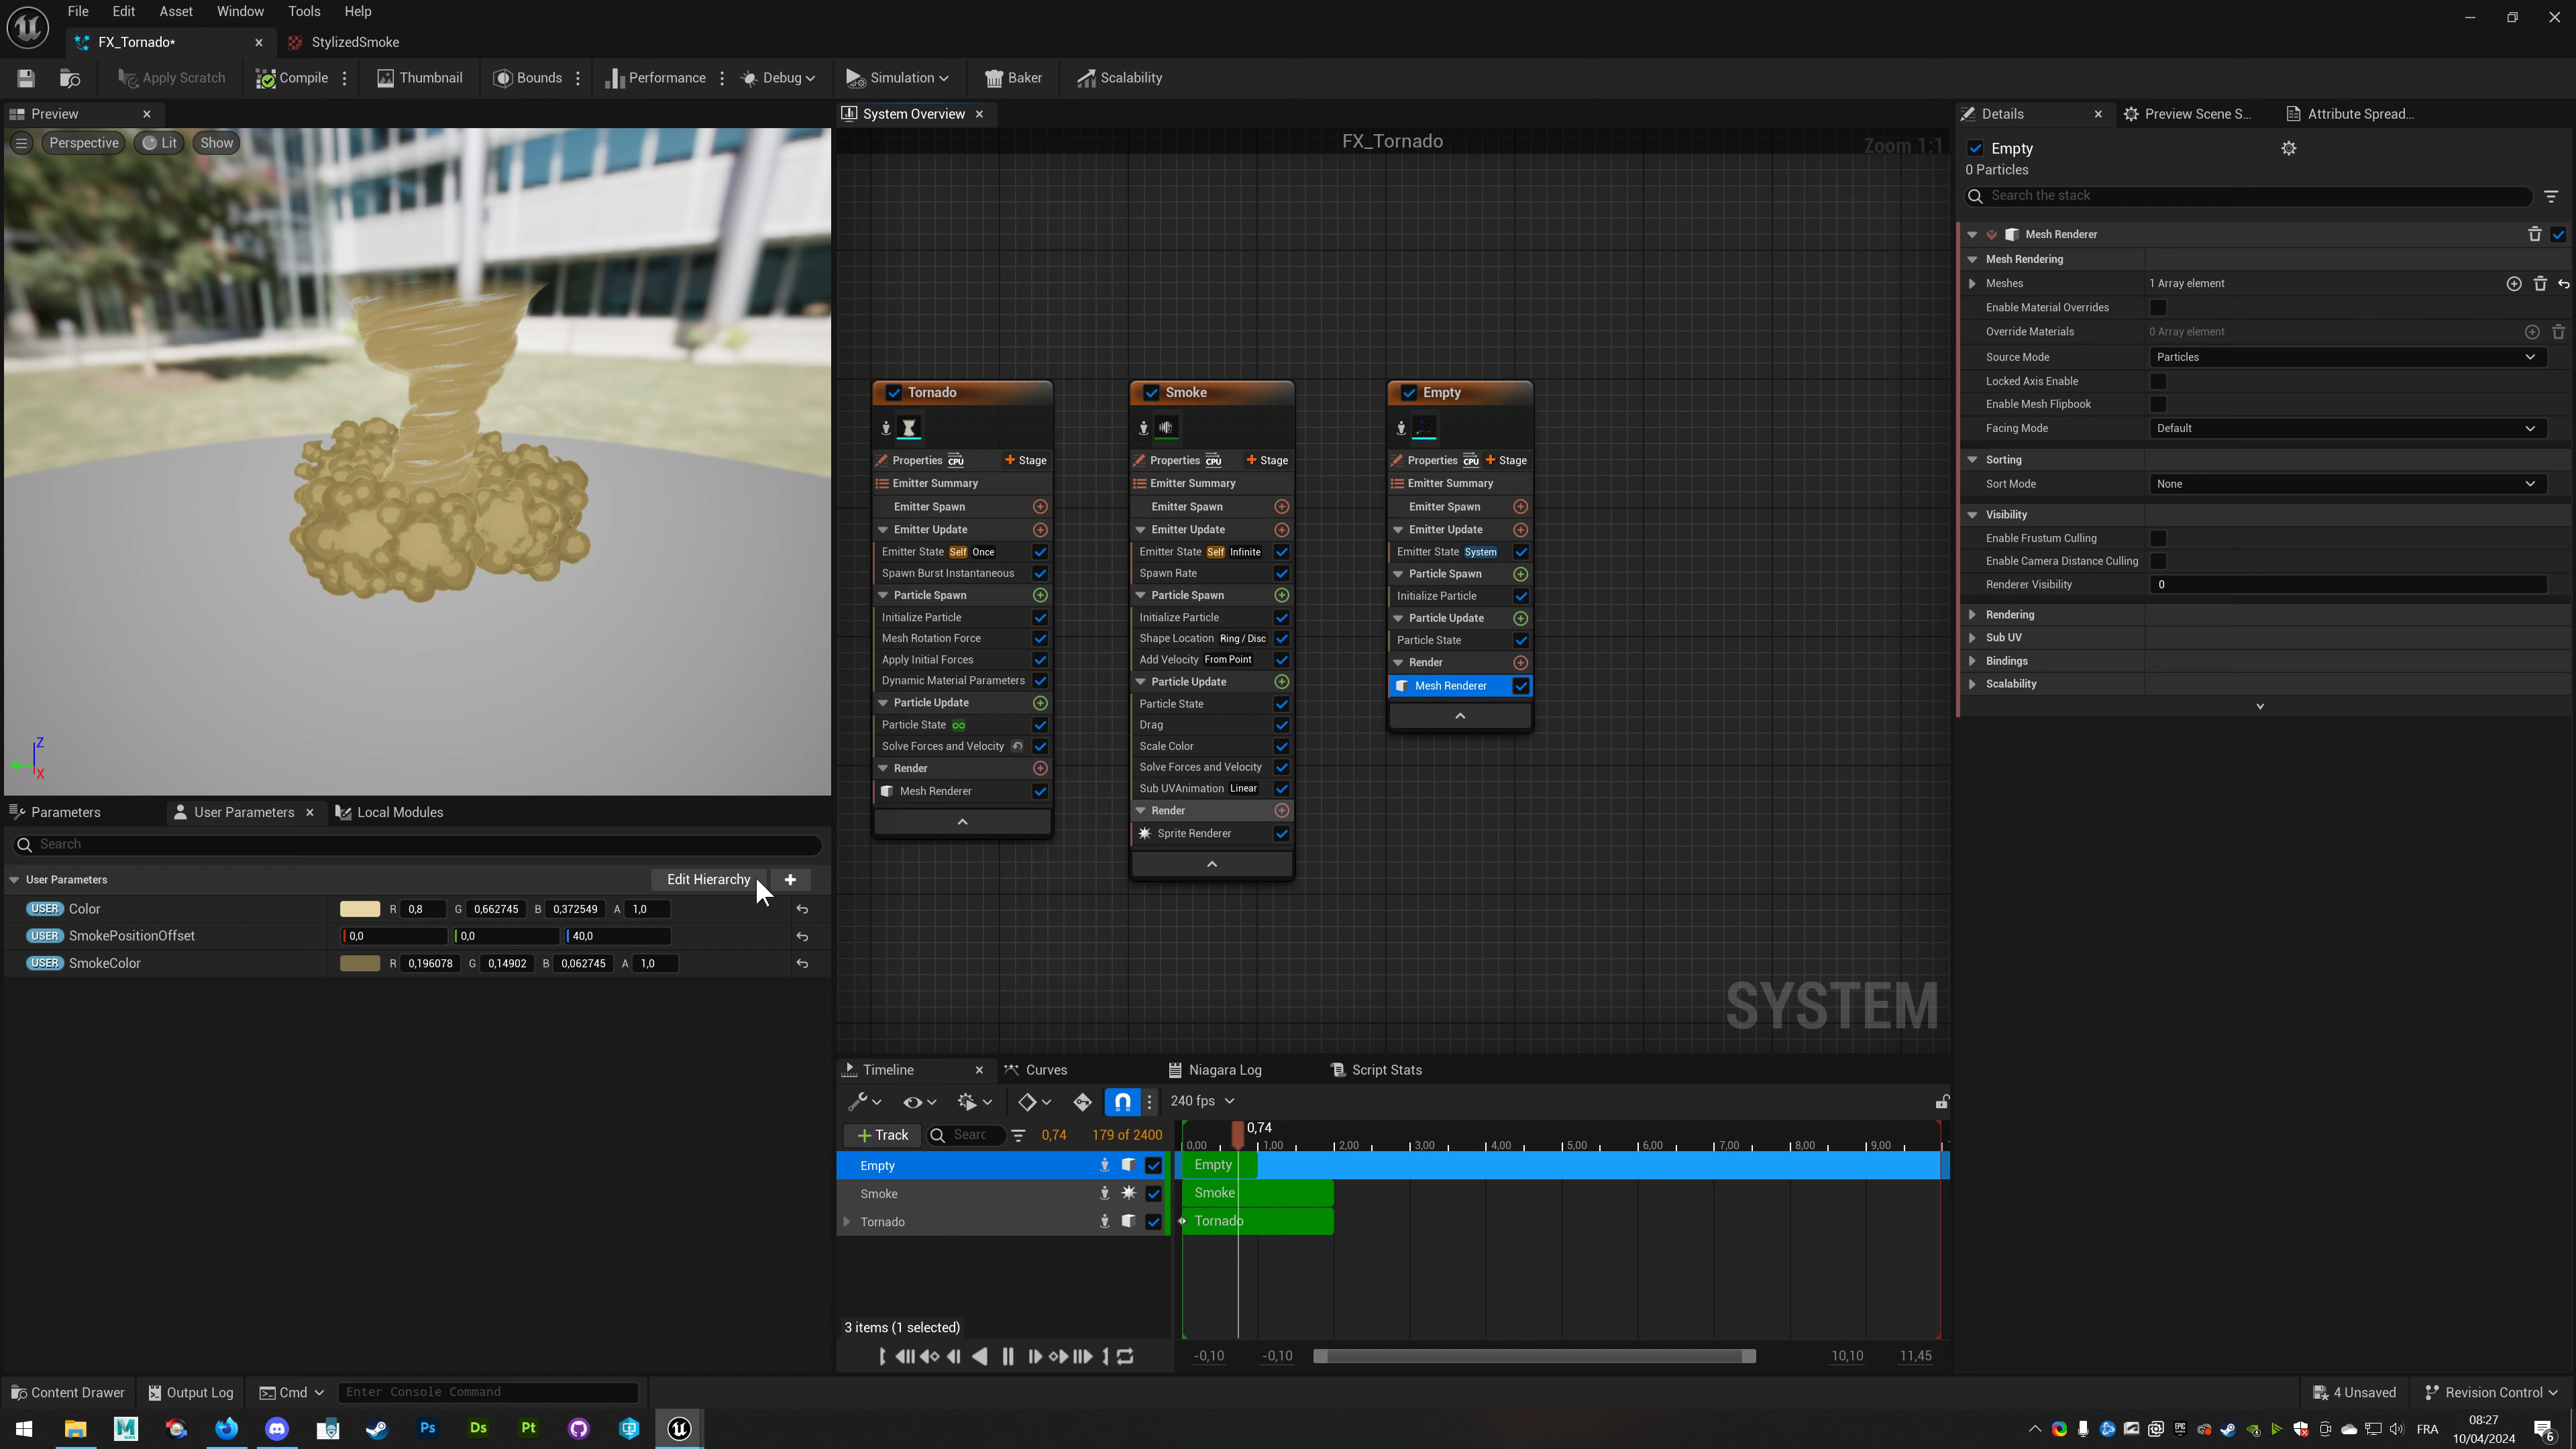 File Edit Asset Window Tools Help
FX_Tornado* StylizedSmoke
Apply Scratch Compile Thumbnail Bounds Performance Debug Simulation Baker Scalability
Preview
Perspective Lit Show
Z
X
Parameters User Parameters Local Modules
Search
User Parameters Edit Hierarchy
USER Color R 0,8 G 0,662745 B 0,372549 A 1,0
USER SmokePositionOffset 0,0 0,0 40,0
USER SmokeColor R 0,196078 G 0,14902 B 0,062745 A 1,0
System Overview
FX_Tornado
Zoom 1:1
Tornado
Properties CPU Stage
Emitter Summary
Emitter Spawn
Emitter Update
Emitter State Self Once
Spawn Burst Instantaneous
Particle Spawn
Initialize Particle
Mesh Rotation Force
Apply Initial Forces
Dynamic Material Parameters
Particle Update
Particle State
Solve Forces and Velocity
Render
Mesh Renderer
Smoke
Properties CPU Stage
Emitter Summary
Emitter Spawn
Emitter Update
Emitter State Self Infinite
Spawn Rate
Particle Spawn
Initialize Particle
Shape Location Ring / Disc
Add Velocity From Point
Particle Update
Particle State
Drag
Scale Color
Solve Forces and Velocity
Sub UVAnimation Linear
Render
Sprite Renderer
Empty
Properties CPU Stage
Emitter Summary
Emitter Spawn
Emitter Update
Emitter State System
Particle Spawn
Initialize Particle
Particle Update
Particle State
Render
Mesh Renderer
SYSTEM
Timeline Curves Niagara Log Script Stats
240 fps
Track Searc 0,74 179 of 2400
0,74
0,00 1,00 2,00 3,00 4,00 5,00 6,00 7,00 8,00 9,00
Empty Empty
Smoke Smoke
Tornado Tornado
3 items (1 selected)
-0,10 -0,10 10,10 11,45
Details Preview Scene S... Attribute Spread...
Empty
0 Particles
Search the stack
Mesh Renderer
Mesh Rendering
Meshes 1 Array element
Enable Material Overrides
Override Materials 0 Array element
Source Mode Particles
Locked Axis Enable
Enable Mesh Flipbook
Facing Mode Default
Sorting
Sort Mode None
Visibility
Enable Frustum Culling
Enable Camera Distance Culling
Renderer Visibility 0
Rendering
Sub UV
Bindings
Scalability
Content Drawer Output Log Cmd Enter Console Command 4 Unsaved Revision Control
M Ps Ds Pt FRA 08:27
10/04/2024 6